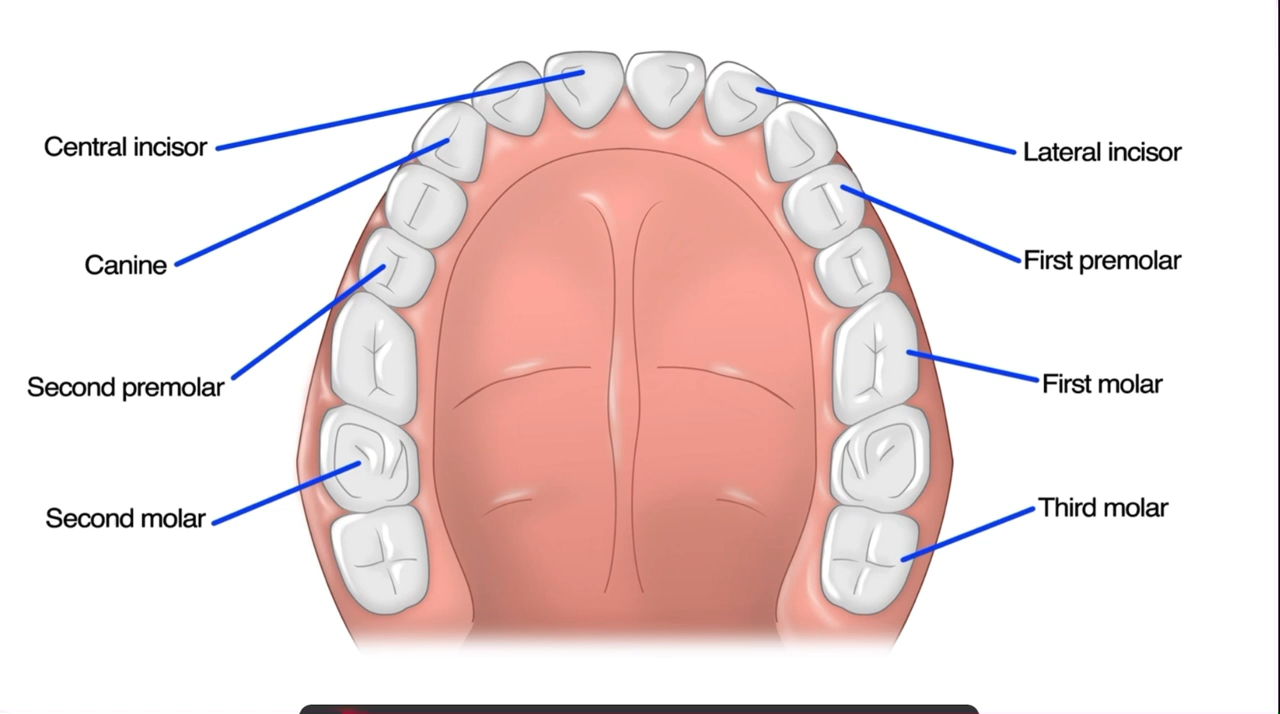 Central incisor
Lateral incisor
Canine
First premolar
Second premolar
First molar
Second molar
Third molar